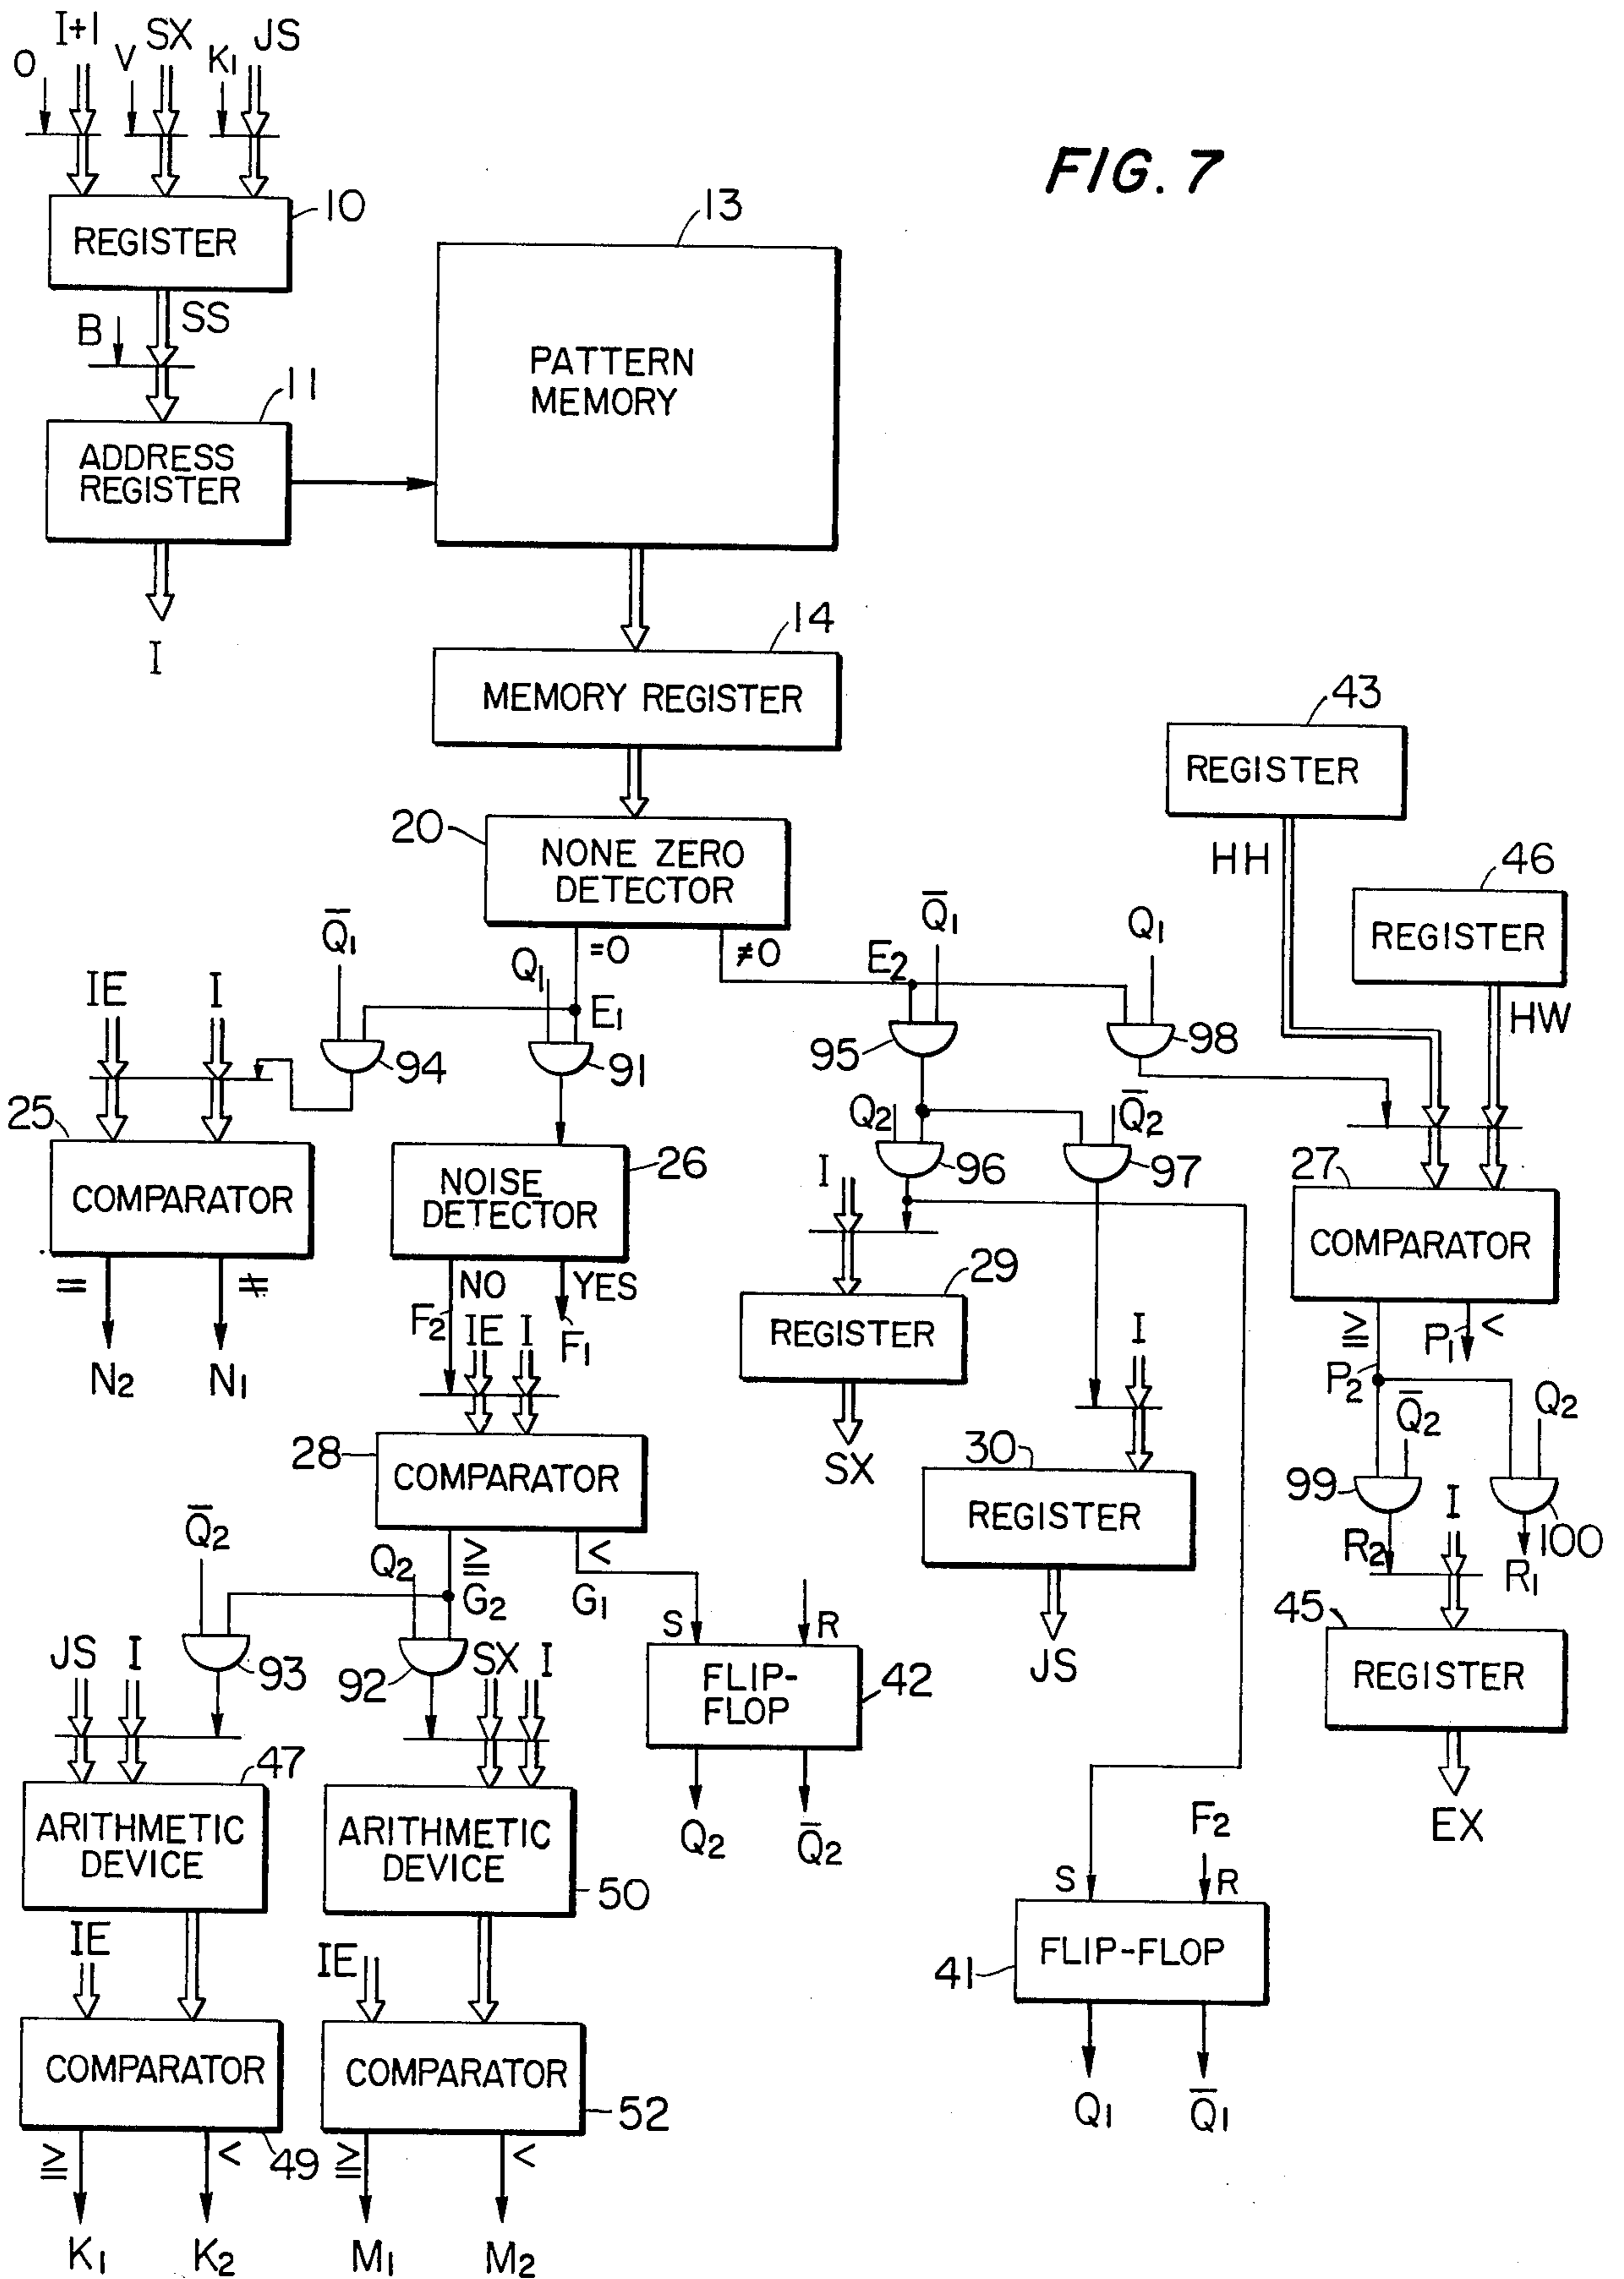 FIG. 7
O I+1 V SX K1 JS
10
REGISTER
SS
B
11
ADDRESS
REGISTER
I
13
PATTERN
MEMORY
14
MEMORY REGISTER
20
NONE ZERO
DETECTOR
=0
≠0
43
REGISTER
HH
46
REGISTER
HW
Q̅1
Q1
E1
E2
Q̅1
Q1
IE I
94
91
95
98
25
COMPARATOR
=
≠
N2 N1
26
NOISE
DETECTOR
NO
YES
F2
F1
IE I
Q2
Q̅2
96
97
I
29
REGISTER
SX
I
30
REGISTER
JS
27
COMPARATOR
≧
<
P2
P1
Q̅2
Q2
99
100
R2
I
R1
45
REGISTER
EX
28
COMPARATOR
≧
<
G2
G1
Q̅2
Q2
93
92
JS I
SX I
S
R
FLIP-
FLOP
42
Q2 Q̅2
47
ARITHMETIC
DEVICE
ARITHMETIC
DEVICE
50
IE
IE
COMPARATOR
49
≧
<
K1 K2
COMPARATOR
52
≧
<
M1 M2
F2
S
R
41
FLIP-FLOP
Q1 Q̅1